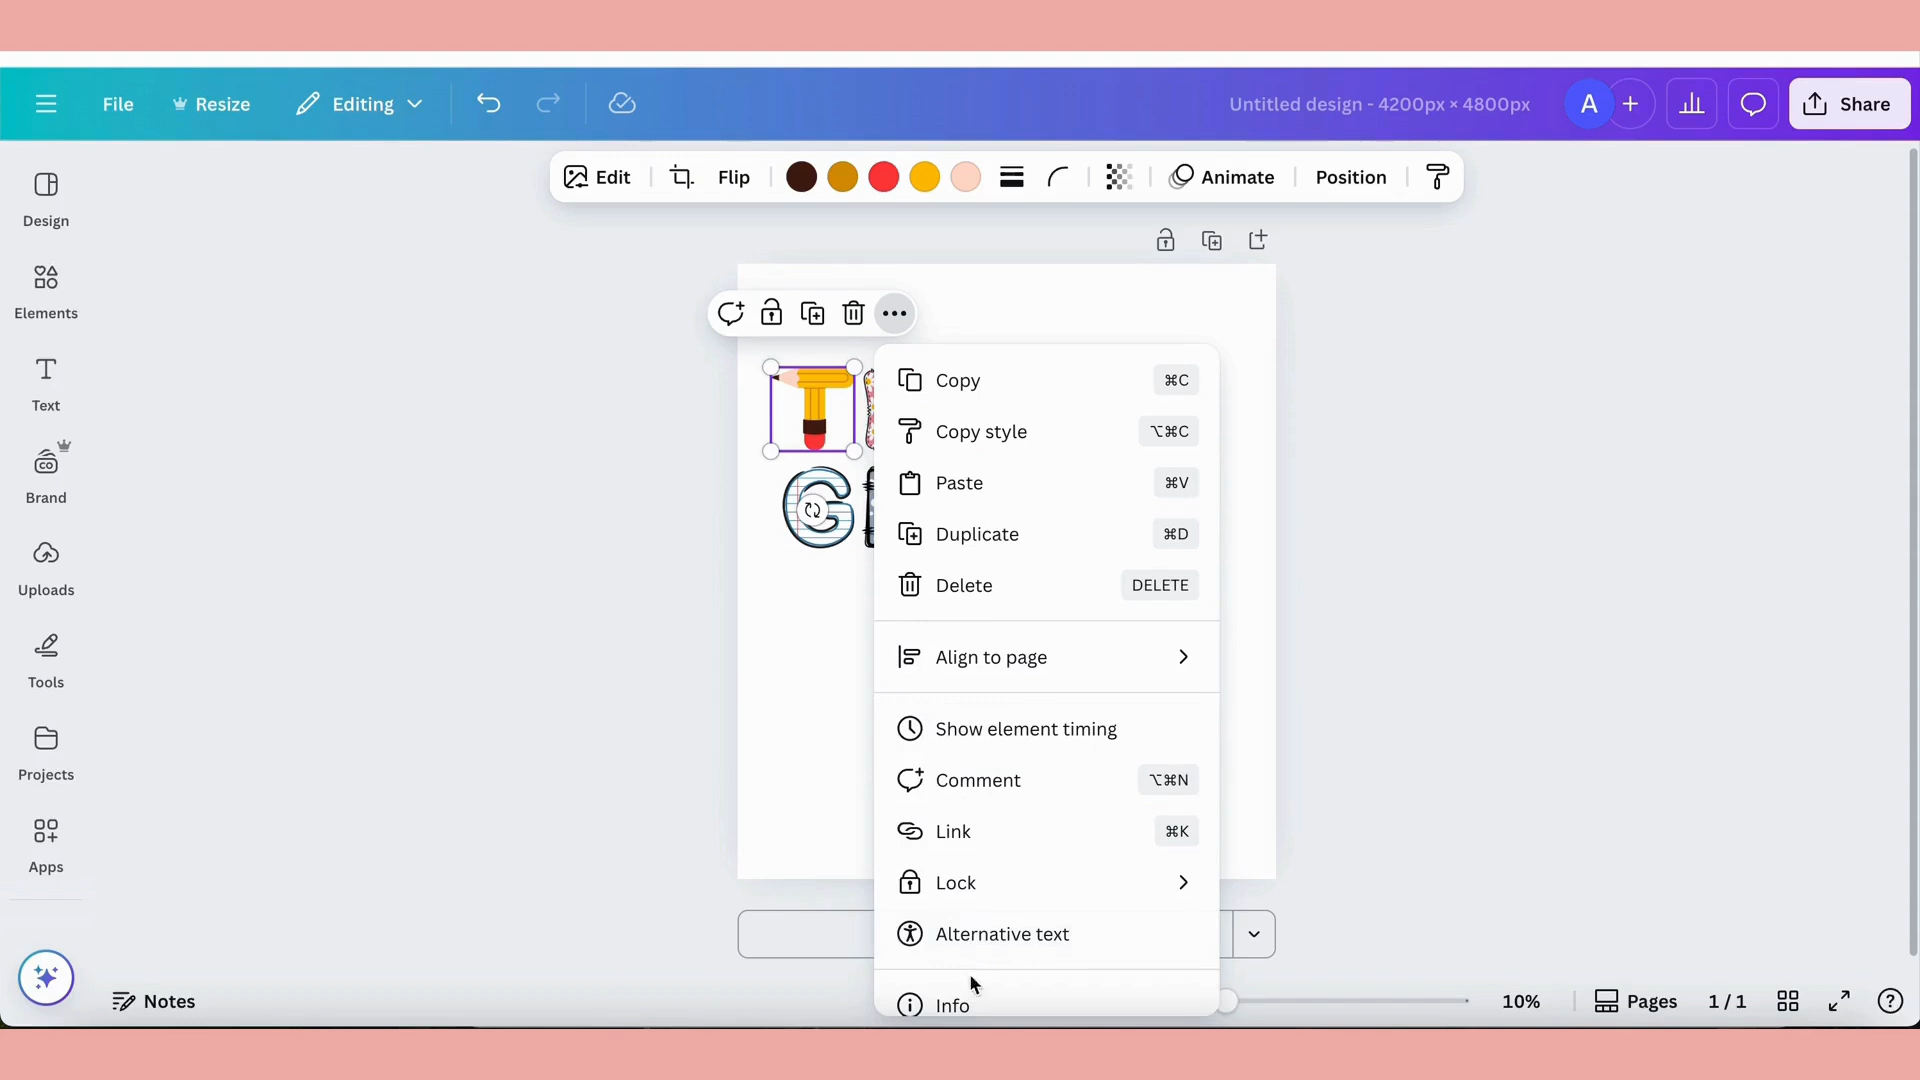 File
Resize
Editing
Untitled design - 4200px × 4800px
A
Share
Edit
Flip
Animate
Position
Design
Elements
Text
Brand
Uploads
Tools
Projects
Apps
T
G
Copy ⌘C
Copy style ⌥⌘C
Paste ⌘V
Duplicate ⌘D
Delete DELETE
Align to page
Show element timing
Comment ⌥⌘N
Link ⌘K
Lock
Alternative text
Info
Notes
10%
Pages
1 / 1